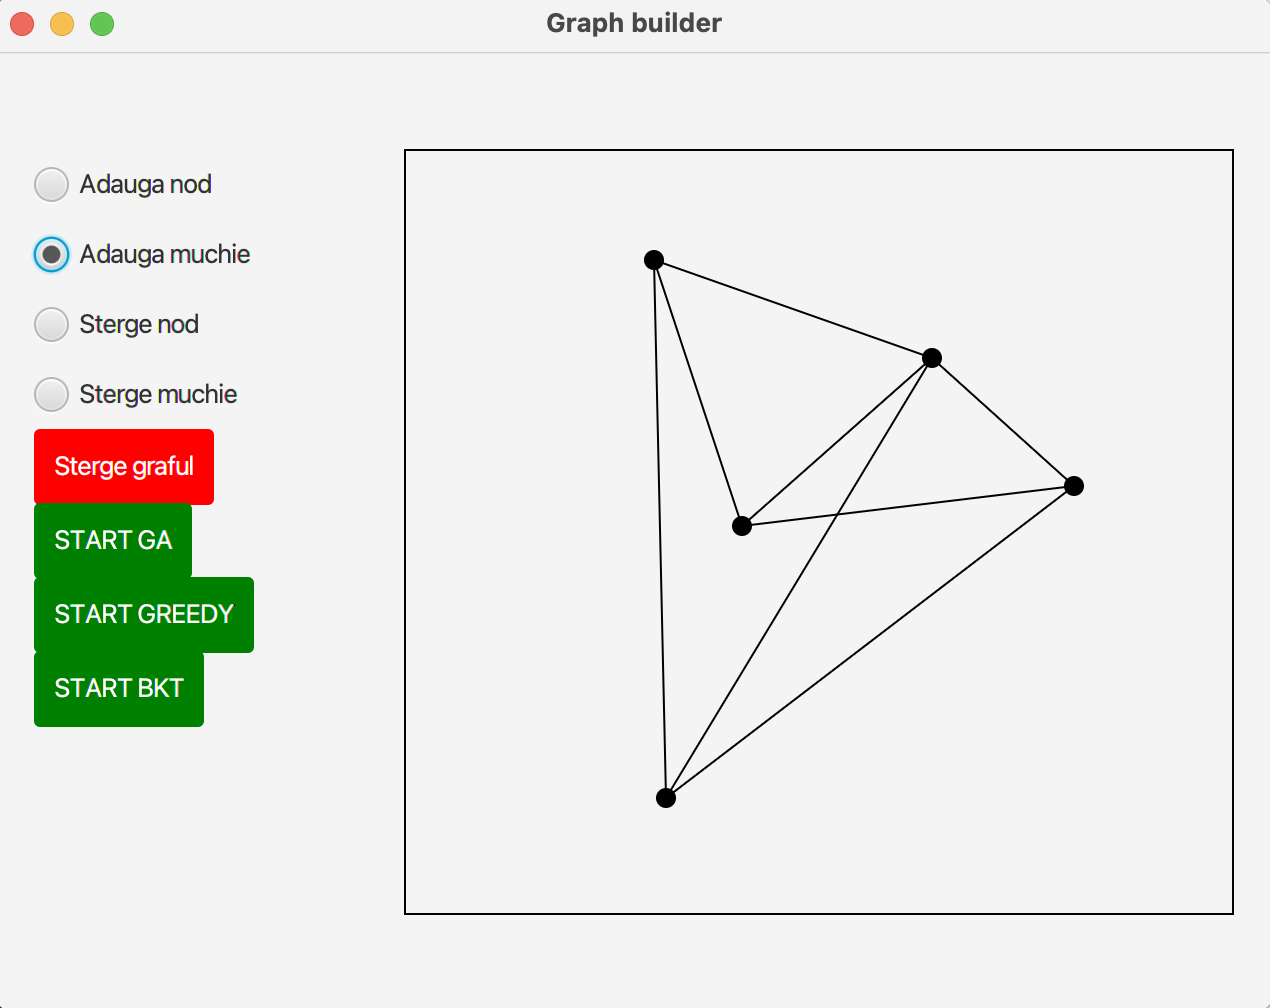 Graph builder
Adauga nod
Adauga muchie
Sterge nod
Sterge muchie
Sterge graful
START GA
START GREEDY
START BKT